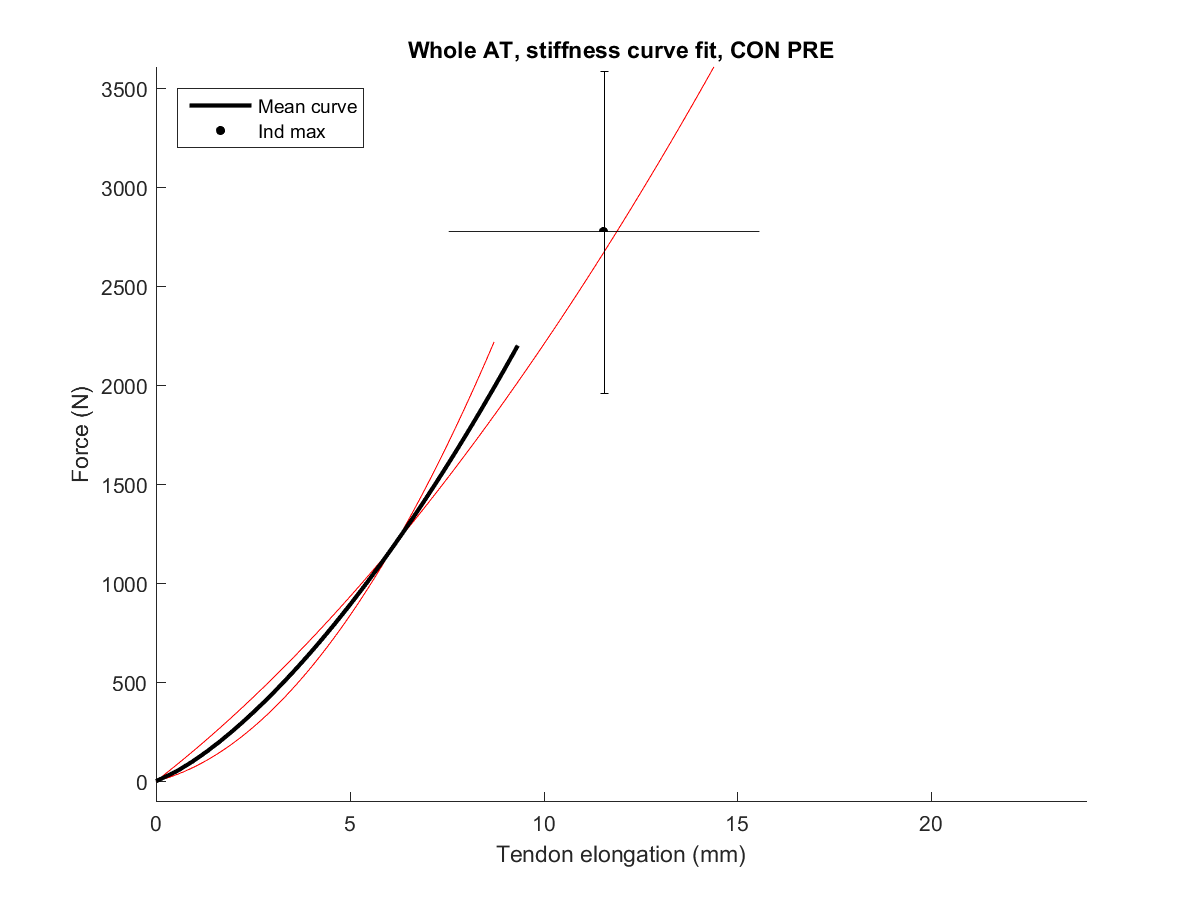 Whole AT, stiffness curve fit, CON PRE
Mean curve
Ind max
3500
3000
2500
2000
1500
1000
500
0
Force (N)
0
5
10
15
20
Tendon elongation (mm)